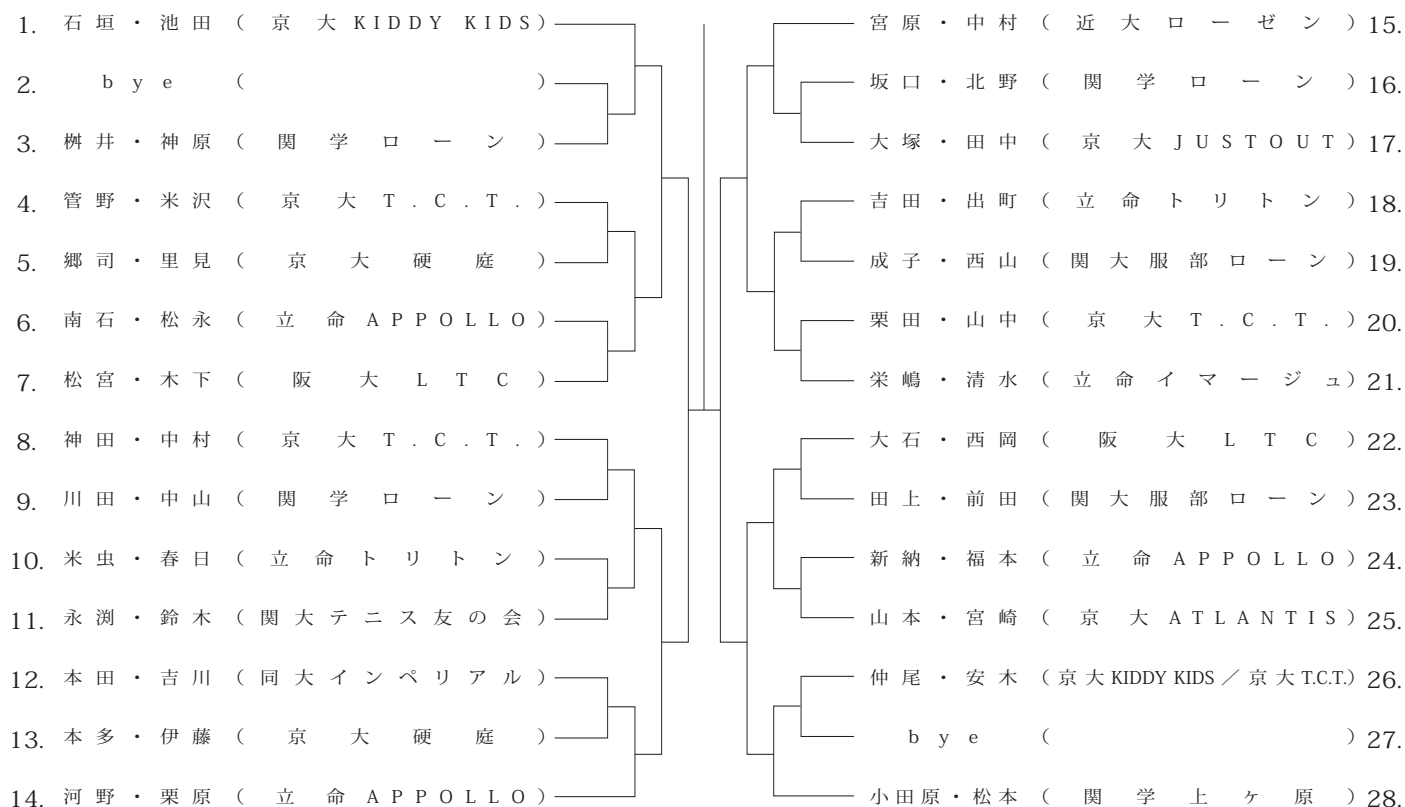 1. 石垣・池田（京大KIDDY KIDS）
2. bye （ ）
3. 桝井・神原（関学ローン）
4. 管野・米沢（京大T.C.T.）
5. 郷司・里見（京大硬庭）
6. 南石・松永（立命APPOLLO）
7. 松宮・木下（阪大LTC）
8. 神田・中村（京大T.C.T.）
9. 川田・中山（関学ローン）
10. 米虫・春日（立命トリトン）
11. 永渕・鈴木（関大テニス友の会）
12. 本田・吉川（同大インペリアル）
13. 本多・伊藤（京大硬庭）
14. 河野・栗原（立命APPOLLO）
宮原・中村（近大ローゼン）15.
坂口・北野（関学ローン）16.
大塚・田中（京大JUSTOUT）17.
吉田・出町（立命トリトン）18.
成子・西山（関大服部ローン）19.
栗田・山中（京大T.C.T.）20.
栄嶋・清水（立命イマージュ）21.
大石・西岡（阪大LTC）22.
田上・前田（関大服部ローン）23.
新納・福本（立命APPOLLO）24.
山本・宮崎（京大ATLANTIS）25.
仲尾・安木（京大KIDDY KIDS／京大T.C.T.）26.
bye （ ）27.
小田原・松本（関学上ヶ原）28.